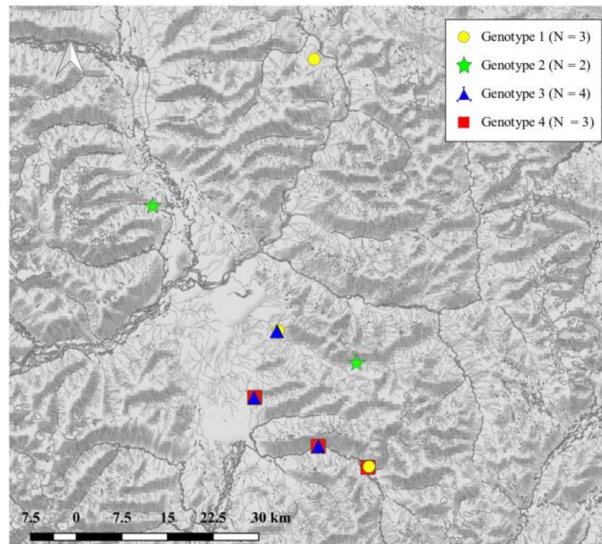 Genotype 1 (N = 3)
Genotype 2 (N = 2)
Genotype 3 (N = 4)
Genotype 4 (N = 3)
7.5 0 7.5 15 22.5 30 km